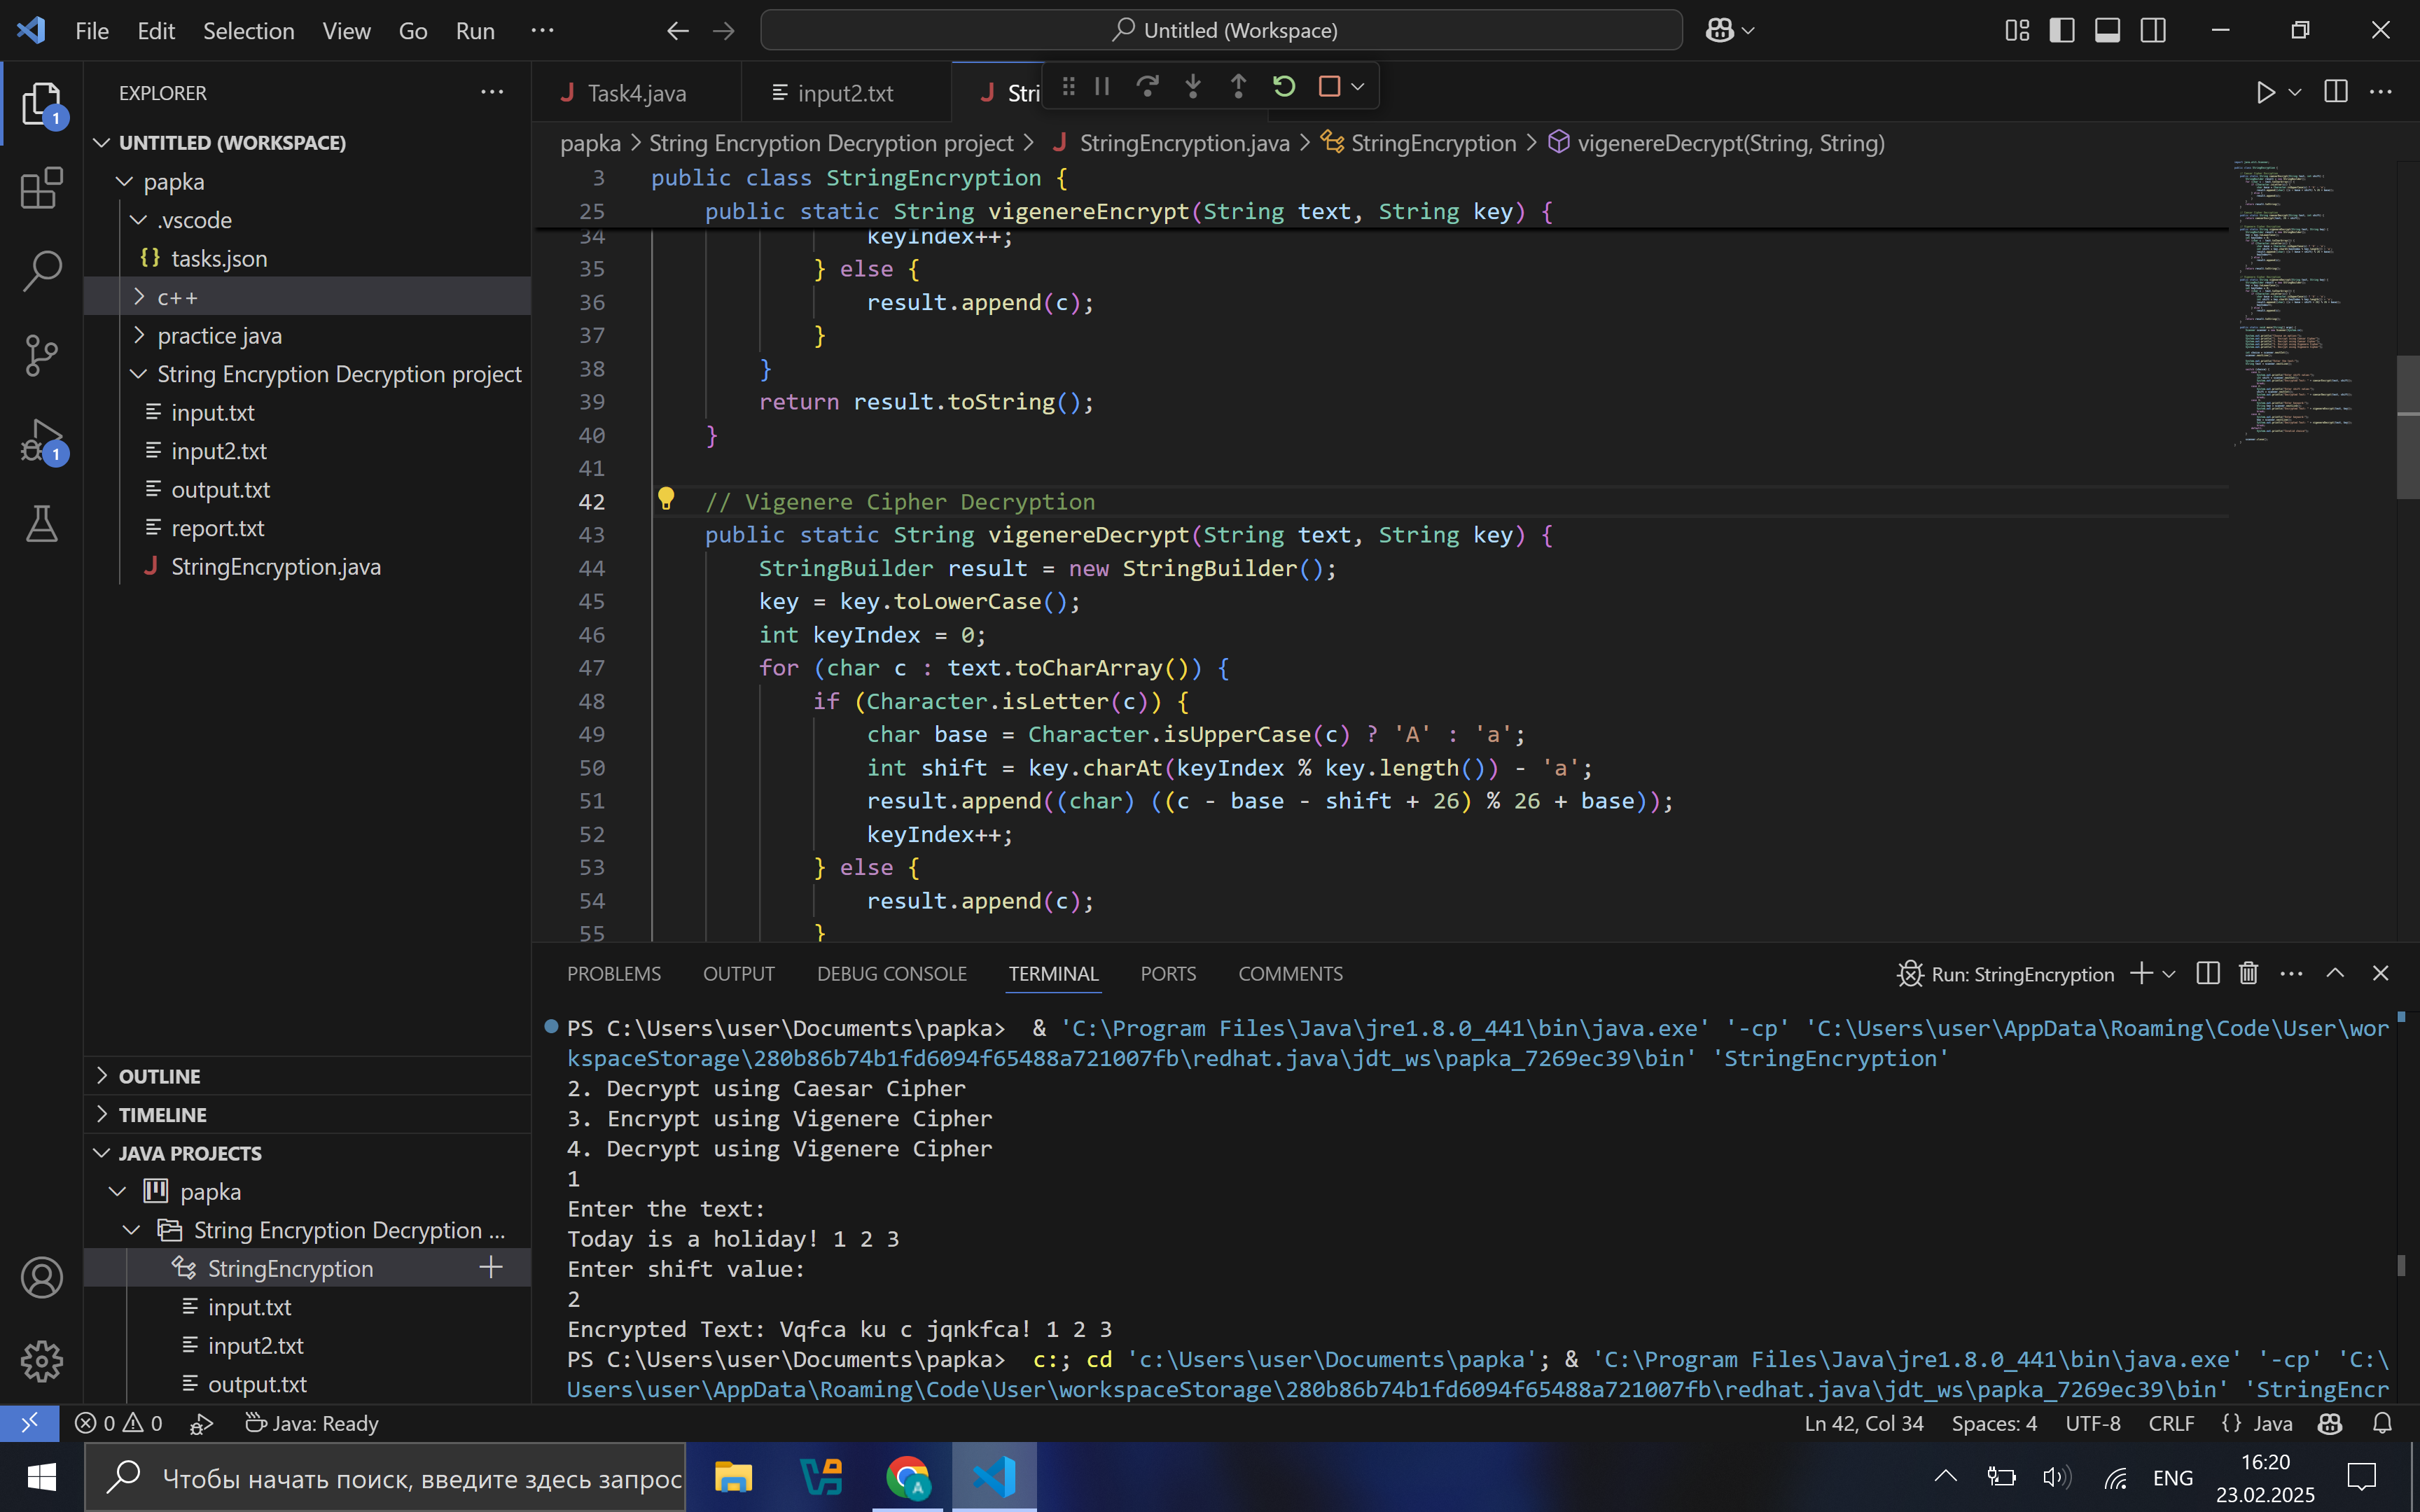 File Edit Selection View Go Run ···
Untitled (Workspace)
EXPLORER
UNTITLED (WORKSPACE)
papka
.vscode
{} tasks.json
c++
practice java
String Encryption Decryption project
input.txt
input2.txt
output.txt
report.txt
J StringEncryption.java
1
1
OUTLINE
TIMELINE
JAVA PROJECTS
papka
String Encryption Decryption ...
StringEncryption
input.txt
input2.txt
output.txt
J Task4.java
input2.txt
J Stri
papka > String Encryption Decryption project > J StringEncryption.java > StringEncryption > vigenereDecrypt(String, String)
3 public class StringEncryption {
25 public static String vigenereEncrypt(String text, String key) {
34 keyIndex++;
35 } else {
36 result.append(c);
37 }
38 }
39 return result.toString();
40 }
41
42 // Vigenere Cipher Decryption
43 public static String vigenereDecrypt(String text, String key) {
44 StringBuilder result = new StringBuilder();
45 key = key.toLowerCase();
46 int keyIndex = 0;
47 for (char c : text.toCharArray()) {
48 if (Character.isLetter(c)) {
49 char base = Character.isUpperCase(c) ? 'A' : 'a';
50 int shift = key.charAt(keyIndex % key.length()) - 'a';
51 result.append((char) ((c - base - shift + 26) % 26 + base));
52 keyIndex++;
53 } else {
54 result.append(c);
55 }
PROBLEMS OUTPUT DEBUG CONSOLE TERMINAL PORTS COMMENTS
Run: StringEncryption
PS C:\Users\user\Documents\papka> & 'C:\Program Files\Java\jre1.8.0_441\bin\java.exe' '-cp' 'C:\Users\user\AppData\Roaming\Code\User\wor
kspaceStorage\280b86b74b1fd6094f65488a721007fb\redhat.java\jdt_ws\papka_7269ec39\bin' 'StringEncryption'
2. Decrypt using Caesar Cipher
3. Encrypt using Vigenere Cipher
4. Decrypt using Vigenere Cipher
1
Enter the text:
Today is a holiday! 1 2 3
Enter shift value:
2
Encrypted Text: Vqfca ku c jqnkfca! 1 2 3
PS C:\Users\user\Documents\papka> c:; cd 'c:\Users\user\Documents\papka'; & 'C:\Program Files\Java\jre1.8.0_441\bin\java.exe' '-cp' 'C:\
Users\user\AppData\Roaming\Code\User\workspaceStorage\280b86b74b1fd6094f65488a721007fb\redhat.java\jdt_ws\papka_7269ec39\bin' 'StringEncr
0 0 Java: Ready
Ln 42, Col 34 Spaces: 4 UTF-8 CRLF {} Java
Чтобы начать поиск, введите здесь запрос
A
ENG
16:20
23.02.2025